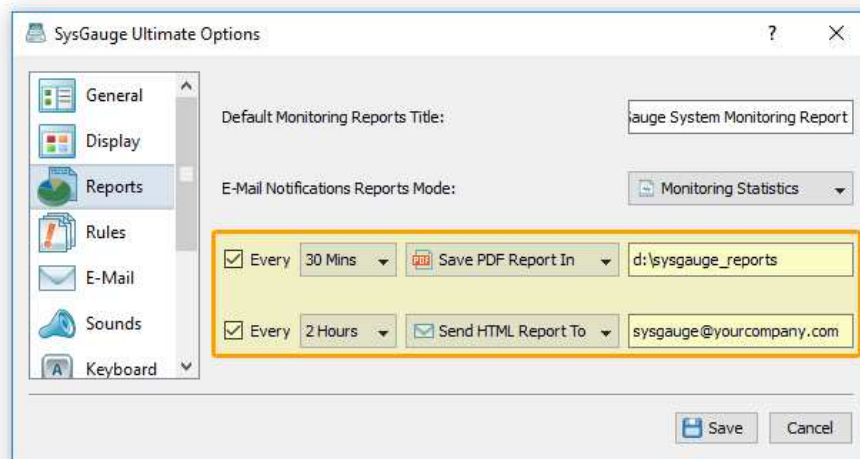 SysGauge Ultimate Options
?
General
Display
Reports
Rules
E-Mail
Sounds
Keyboard
Default Monitoring Reports Title:
Gauge System Monitoring Report
E-Mail Notifications Reports Mode:
Monitoring Statistics
Every 30 Mins Save PDF Report In d:\sysgauge_reports
Every 2 Hours Send HTML Report To sysgauge@yourcompany.com
Save Cancel